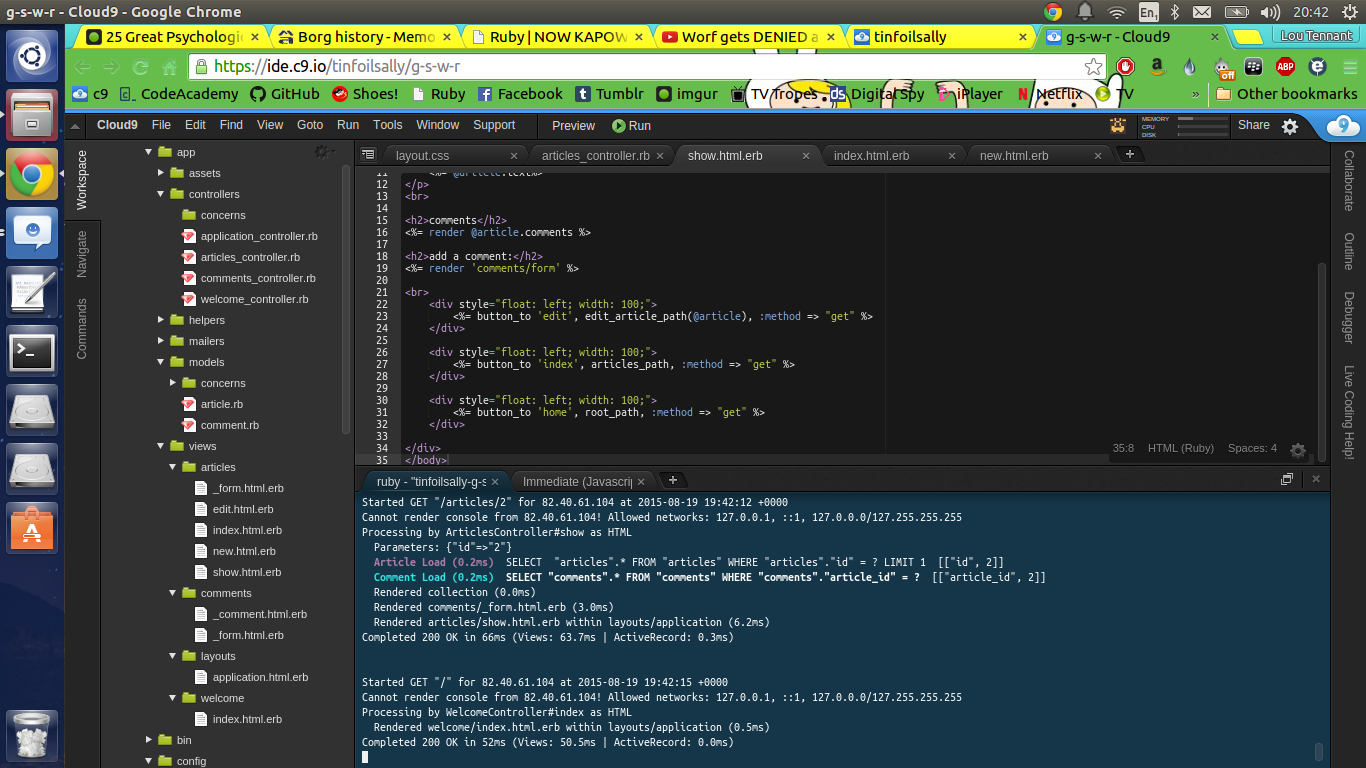 g-s-w-r - Cloud9 - Google Chrome
En1
20:42
25 Great Psychologi
Borg history - Memo
Ruby | NOW KAPOW
Worf gets DENIED a
tinfoilsally
g-s-w-r - Cloud9
Lou Tennant
https://ide.c9.io/tinfoilsally/g-s-w-r
ABP
off
c9
CodeAcademy
GitHub
Shoes!
Ruby
Facebook
Tumblr
imgur
TV Tropes
DigitalSpy
iPlayer
Netflix
TV
»
Other bookmarks
Cloud9 File Edit Find View Goto Run Tools Window Support Preview Run
MEMORY
CPU
DISK
Share
Workspace
Navigate
Commands
app
assets
controllers
concerns
application_controller.rb
articles_controller.rb
comments_controller.rb
welcome_controller.rb
helpers
mailers
models
concerns
article.rb
comment.rb
views
articles
_form.html.erb
edit.html.erb
index.html.erb
new.html.erb
show.html.erb
comments
_comment.html.erb
_form.html.erb
layouts
application.html.erb
welcome
index.html.erb
bin
config
layout.css
articles_controller.rb
show.html.erb
index.html.erb
new.html.erb
11 <%= @article.text%>
12 </p>
13 <br>
14
15 <h2>comments</h2>
16 <%= render @article.comments %>
17
18 <h2>add a comment:</h2>
19 <%= render 'comments/form' %>
20
21 <br>
22 <div style="float: left; width: 100;">
23 <%= button_to 'edit', edit_article_path(@article), :method => "get" %>
24 </div>
25
26 <div style="float: left; width: 100;">
27 <%= button_to 'index', articles_path, :method => "get" %>
28 </div>
29
30 <div style="float: left; width: 100;">
31 <%= button_to 'home', root_path, :method => "get" %>
32 </div>
33
34 </div>
35 </body>
35:8 HTML (Ruby) Spaces: 4
Collaborate
Outline
Debugger
Live Coding Help!
ruby - "tinfoilsally-g-s
Immediate (Javascrip
Started GET "/articles/2" for 82.40.61.104 at 2015-08-19 19:42:12 +0000
Cannot render console from 82.40.61.104! Allowed networks: 127.0.0.1, ::1, 127.0.0.0/127.255.255.255
Processing by ArticlesController#show as HTML
Parameters: {"id"=>"2"}
Article Load (0.2ms) SELECT "articles".* FROM "articles" WHERE "articles"."id" = ? LIMIT 1 [["id", 2]]
Comment Load (0.2ms) SELECT "comments".* FROM "comments" WHERE "comments"."article_id" = ? [["article_id", 2]]
Rendered collection (0.0ms)
Rendered comments/_form.html.erb (3.0ms)
Rendered articles/show.html.erb within layouts/application (6.2ms)
Completed 200 OK in 66ms (Views: 63.7ms | ActiveRecord: 0.3ms)
Started GET "/" for 82.40.61.104 at 2015-08-19 19:42:15 +0000
Cannot render console from 82.40.61.104! Allowed networks: 127.0.0.1, ::1, 127.0.0.0/127.255.255.255
Processing by WelcomeController#index as HTML
Rendered welcome/index.html.erb within layouts/application (0.5ms)
Completed 200 OK in 52ms (Views: 50.5ms | ActiveRecord: 0.0ms)